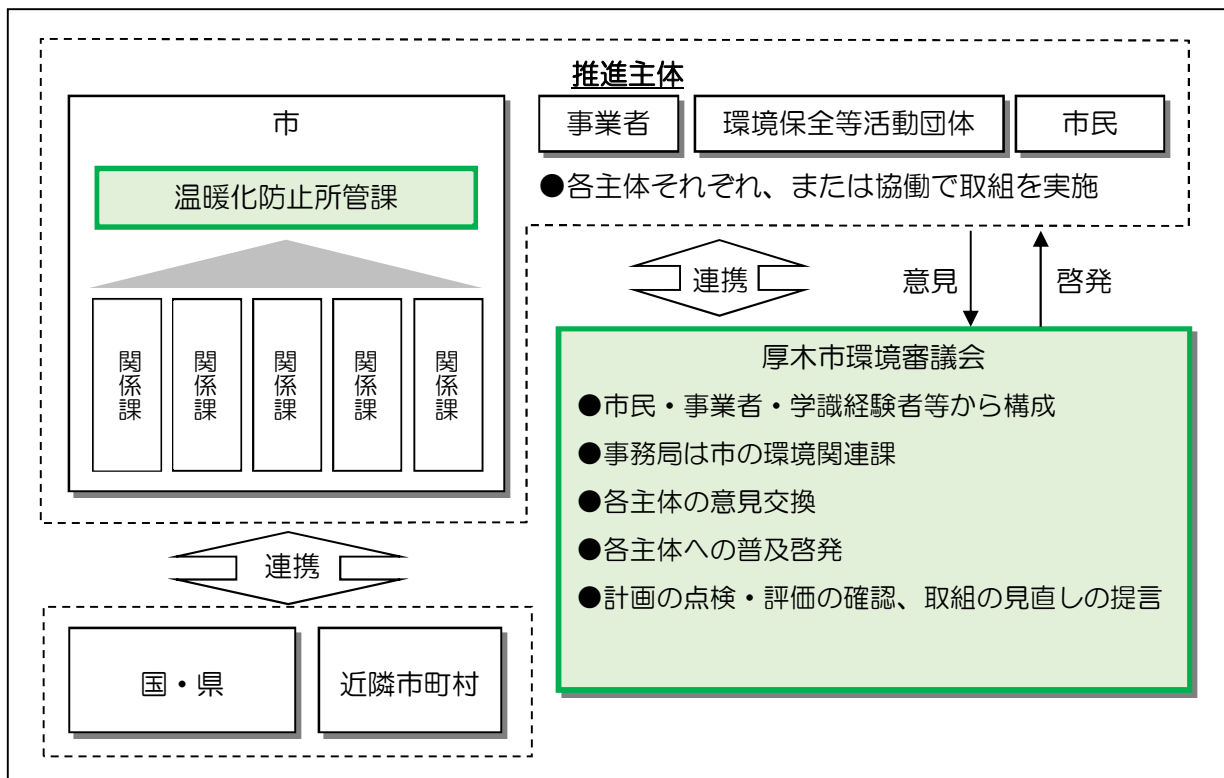 推進主体
市
温暖化防止所管課
関係課
関係課
関係課
関係課
関係課
事業者
環境保全等活動団体
市民
●各主体それぞれ、または協働で取組を実施
連携
意見
啓発
厚木市環境審議会
●市民・事業者・学識経験者等から構成
●事務局は市の環境関連課
●各主体の意見交換
●各主体への普及啓発
●計画の点検・評価の確認、取組の見直しの提言
連携
国・県
近隣市町村